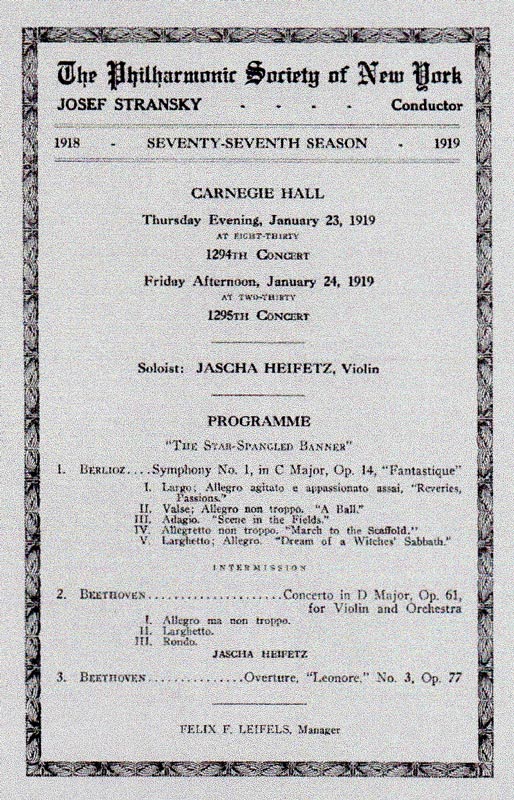 The Philharmonic Society of New York
JOSEF STRANSKY - - - - Conductor
1918 - SEVENTY-SEVENTH SEASON - 1919
CARNEGIE HALL
Thursday Evening, January 23, 1919
AT EIGHT-THIRTY
1294TH CONCERT
Friday Afternoon, January 24, 1919
AT TWO-THIRTY
1295TH CONCERT
Soloist: JASCHA HEIFETZ, Violin
PROGRAMME
"THE STAR-SPANGLED BANNER"
1. BERLIOZ....Symphony No. 1, in C Major, Op. 14, "Fantastique"
I. Largo; Allegro agitato e appassionato assai, "Reveries,
Passions."
II. Valse; Allegro non troppo. "A Ball."
III. Adagio. "Scene in the Fields."
IV. Allegretto non troppo. "March to the Scaffold."
V. Larghetto; Allegro. "Dream of a Witches' Sabbath."
INTERMISSION
2. BEETHOVEN.....................Concerto in D Major, Op. 61,
for Violin and Orchestra
I. Allegro ma non troppo.
II. Larghetto.
III. Rondo.
JASCHA HEIFETZ
3. BEETHOVEN...............Overture, "Leonore," No. 3, Op. 77
FELIX F. LEIFELS, Manager